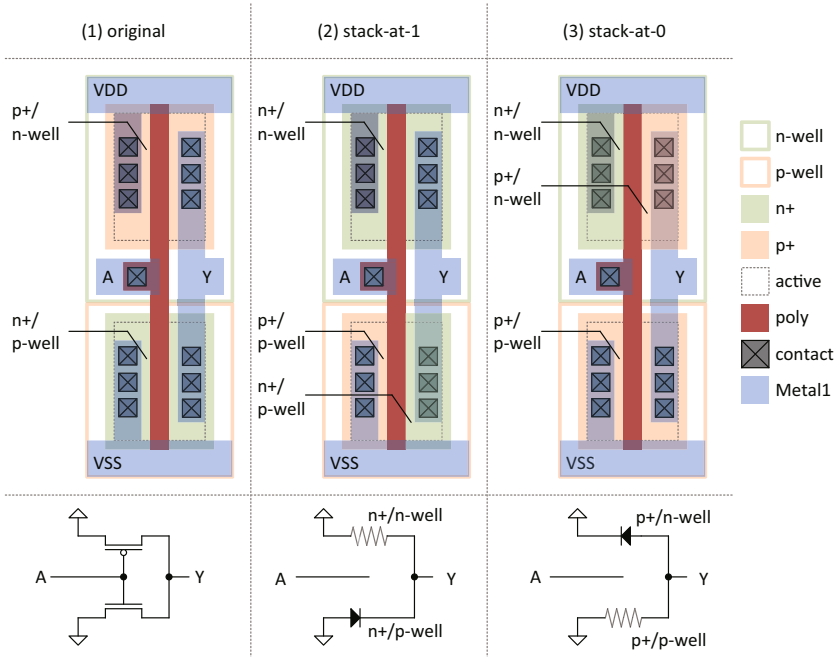 (1) original
(2) stack-at-1
(3) stack-at-0
VDD
p+/
n-well
A
Y
n+/
p-well
VSS
VDD
n+/
n-well
A
Y
p+/
p-well
n+/
p-well
VSS
VDD
n+/
n-well
p+/
n-well
A
Y
p+/
p-well
VSS
n-well
p-well
n+
p+
active
poly
contact
Metal1
A
Y
n+/n-well
A
Y
n+/p-well
p+/n-well
A
Y
p+/p-well